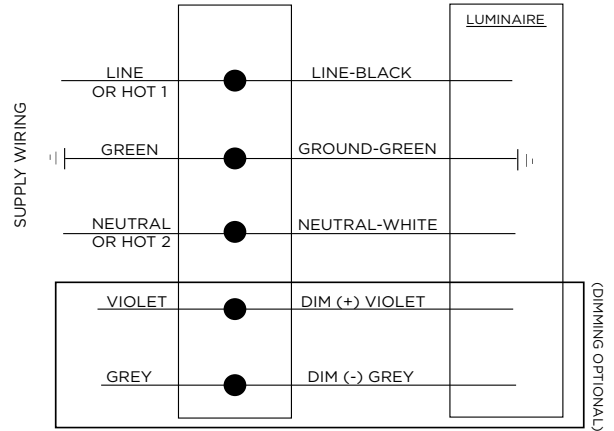 LUMINAIRE
SUPPLY WIRING
LINE
OR HOT 1
LINE-BLACK
GREEN
GROUND-GREEN
NEUTRAL
OR HOT 2
NEUTRAL-WHITE
VIOLET
DIM (+) VIOLET
GREY
DIM (-) GREY
(DIMMING OPTIONAL)